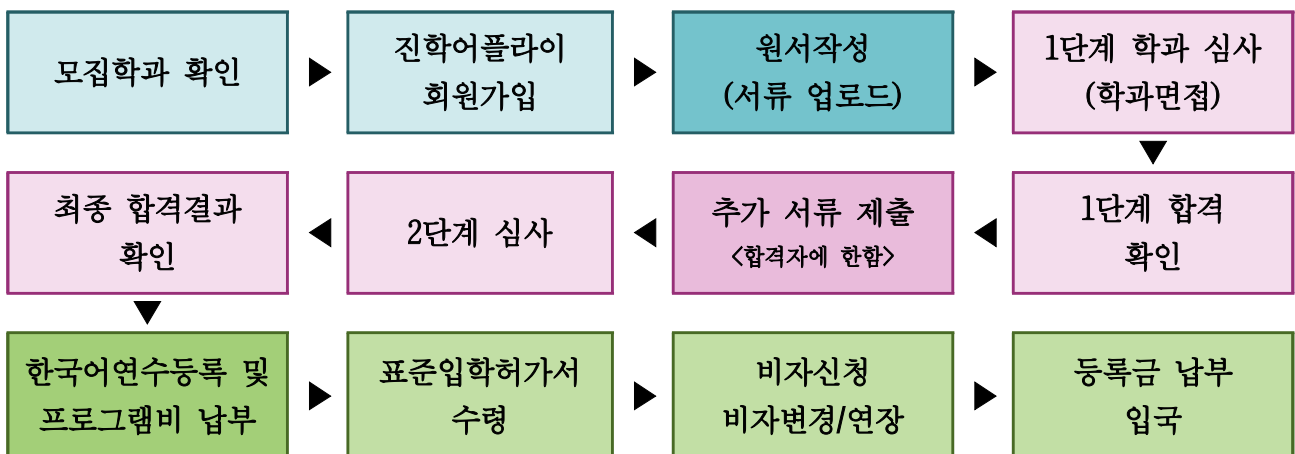 모집학과 확인
진학어플라이
회원가입
원서작성
(서류 업로드)
1단계 학과 심사
(학과면접)
1단계 합격
확인
추가 서류 제출
<합격자에 한함>
2단계 심사
최종 합격결과
확인
한국어연수등록 및
프로그램비 납부
표준입학허가서
수령
비자신청
비자변경/연장
등록금 납부
입국